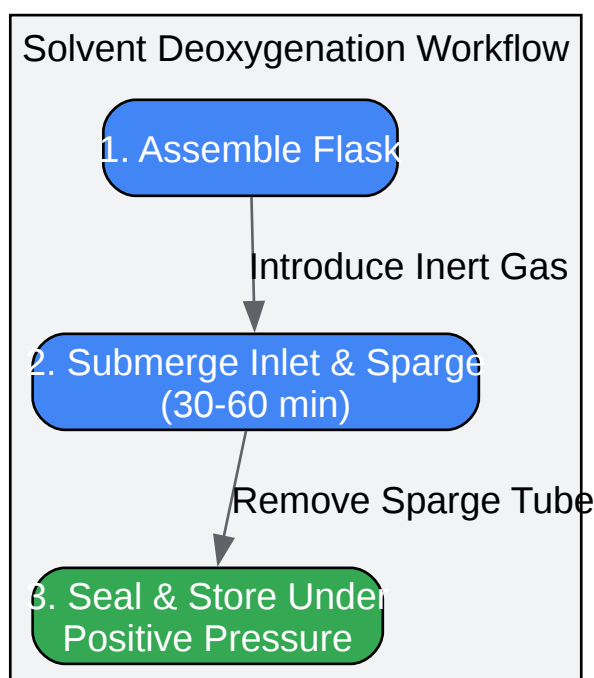 Solvent Deoxygenation Workflow
1. Assemble Flask
Introduce Inert Gas
2. Submerge Inlet & Sparge
(30-60 min)
Remove Sparge Tube
3. Seal & Store Under
Positive Pressure